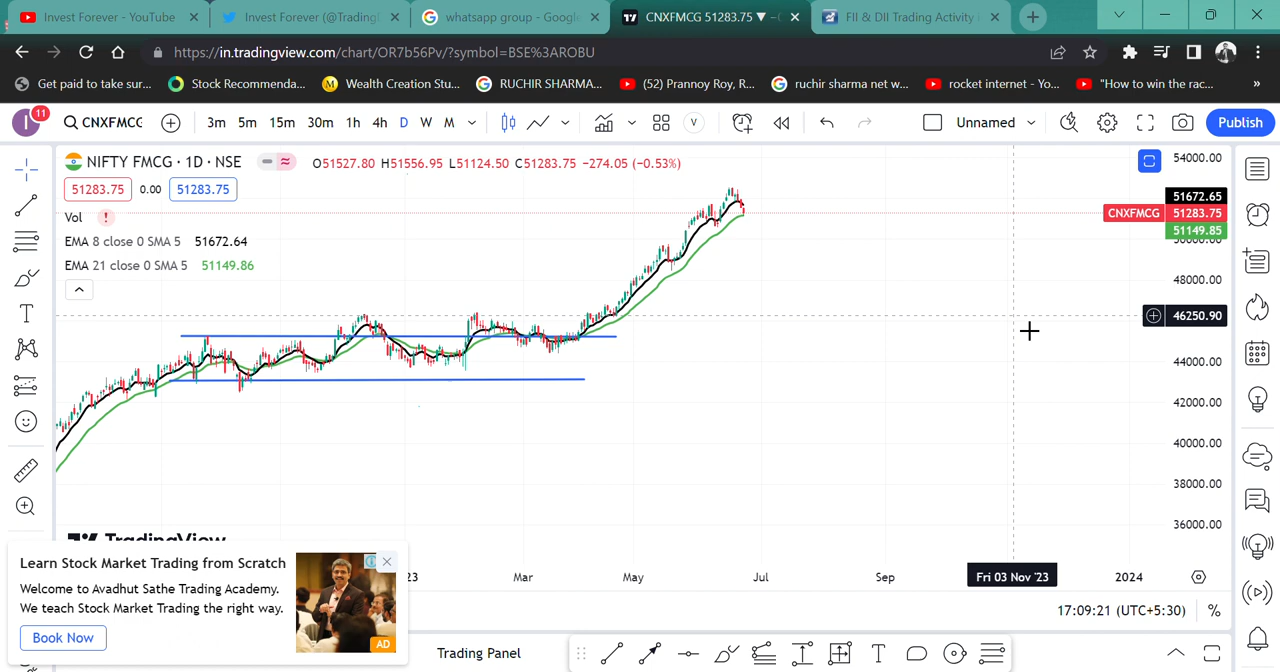 Invest Forever - YouTube
Invest Forever (@Trading
whatsapp group - Google
CNXFMCG 51283.75 ▼ −0
FII & DII Trading Activity i
https://in.tradingview.com/chart/OR7b56Pv/?symbol=BSE%3AROBU
Get paid to take sur...
Stock Recommenda...
Wealth Creation Stu...
RUCHIR SHARMA...
(52) Prannoy Roy, R...
ruchir sharma net w...
rocket internet - Yo...
"How to win the rac...
»
I 11
CNXFMCG
3m 5m 15m 30m 1h 4h D W M
V
Unnamed
Publish
NIFTY FMCG · 1D · NSE
O51527.80 H51556.95 L51124.50 C51283.75 −274.05 (−0.53%)
51283.75 0.00 51283.75
Vol !
EMA 8 close 0 SMA 5 51672.64
EMA 21 close 0 SMA 5 51149.86
54000.00
51672.65
CNXFMCG 51283.75
51149.85
50000.00
48000.00
46250.90
44000.00
42000.00
40000.00
38000.00
36000.00
TradingView
Learn Stock Market Trading from Scratch
Welcome to Avadhut Sathe Trading Academy.
We teach Stock Market Trading the right way.
Book Now
AD
Mar May Jul Sep Fri 03 Nov '23 2024
17:09:21 (UTC+5:30) %
Trading Panel
T